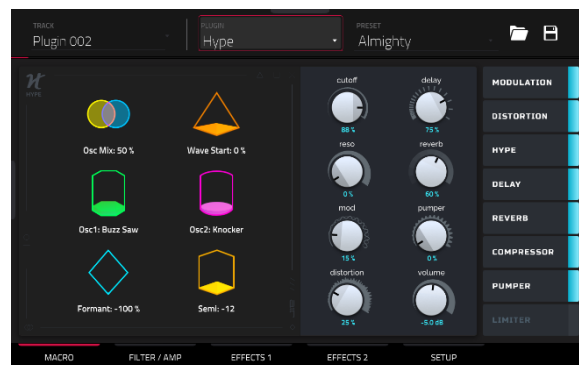 TRACK
Plugin 002
PLUGIN
Hype
PRESET
Almighty
HYPE
Osc Mix: 50 %
Wave Start: 0 %
Osc1: Buzz Saw
Osc2: Knocker
Formant: -100 %
Semi: -12
cutoff
delay
88 %
75 %
reso
reverb
0 %
60 %
mod
pumper
15 %
0 %
distortion
volume
25 %
-5.0 dB
MODULATION
DISTORTION
HYPE
DELAY
REVERB
COMPRESSOR
PUMPER
LIMITER
MACRO
FILTER / AMP
EFFECTS 1
EFFECTS 2
SETUP